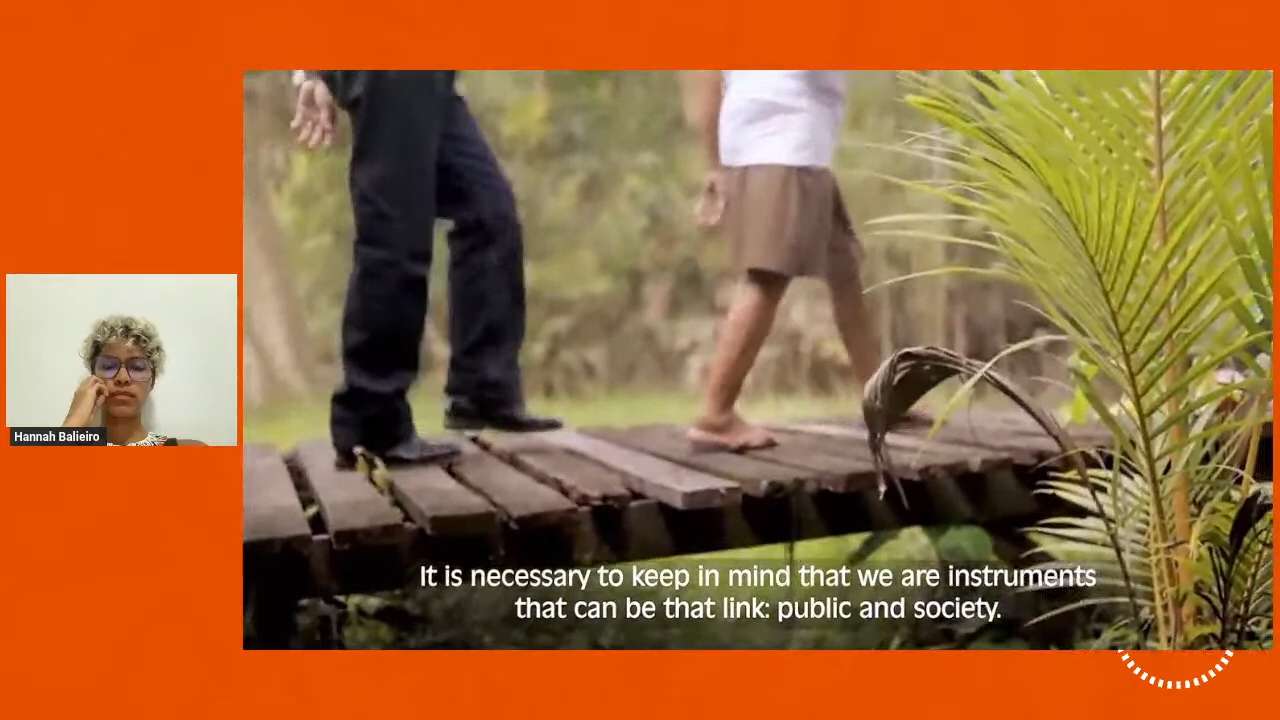 Hannah Balieiro
It is necessary to keep in mind that we are instruments
that can be that link: public and society.